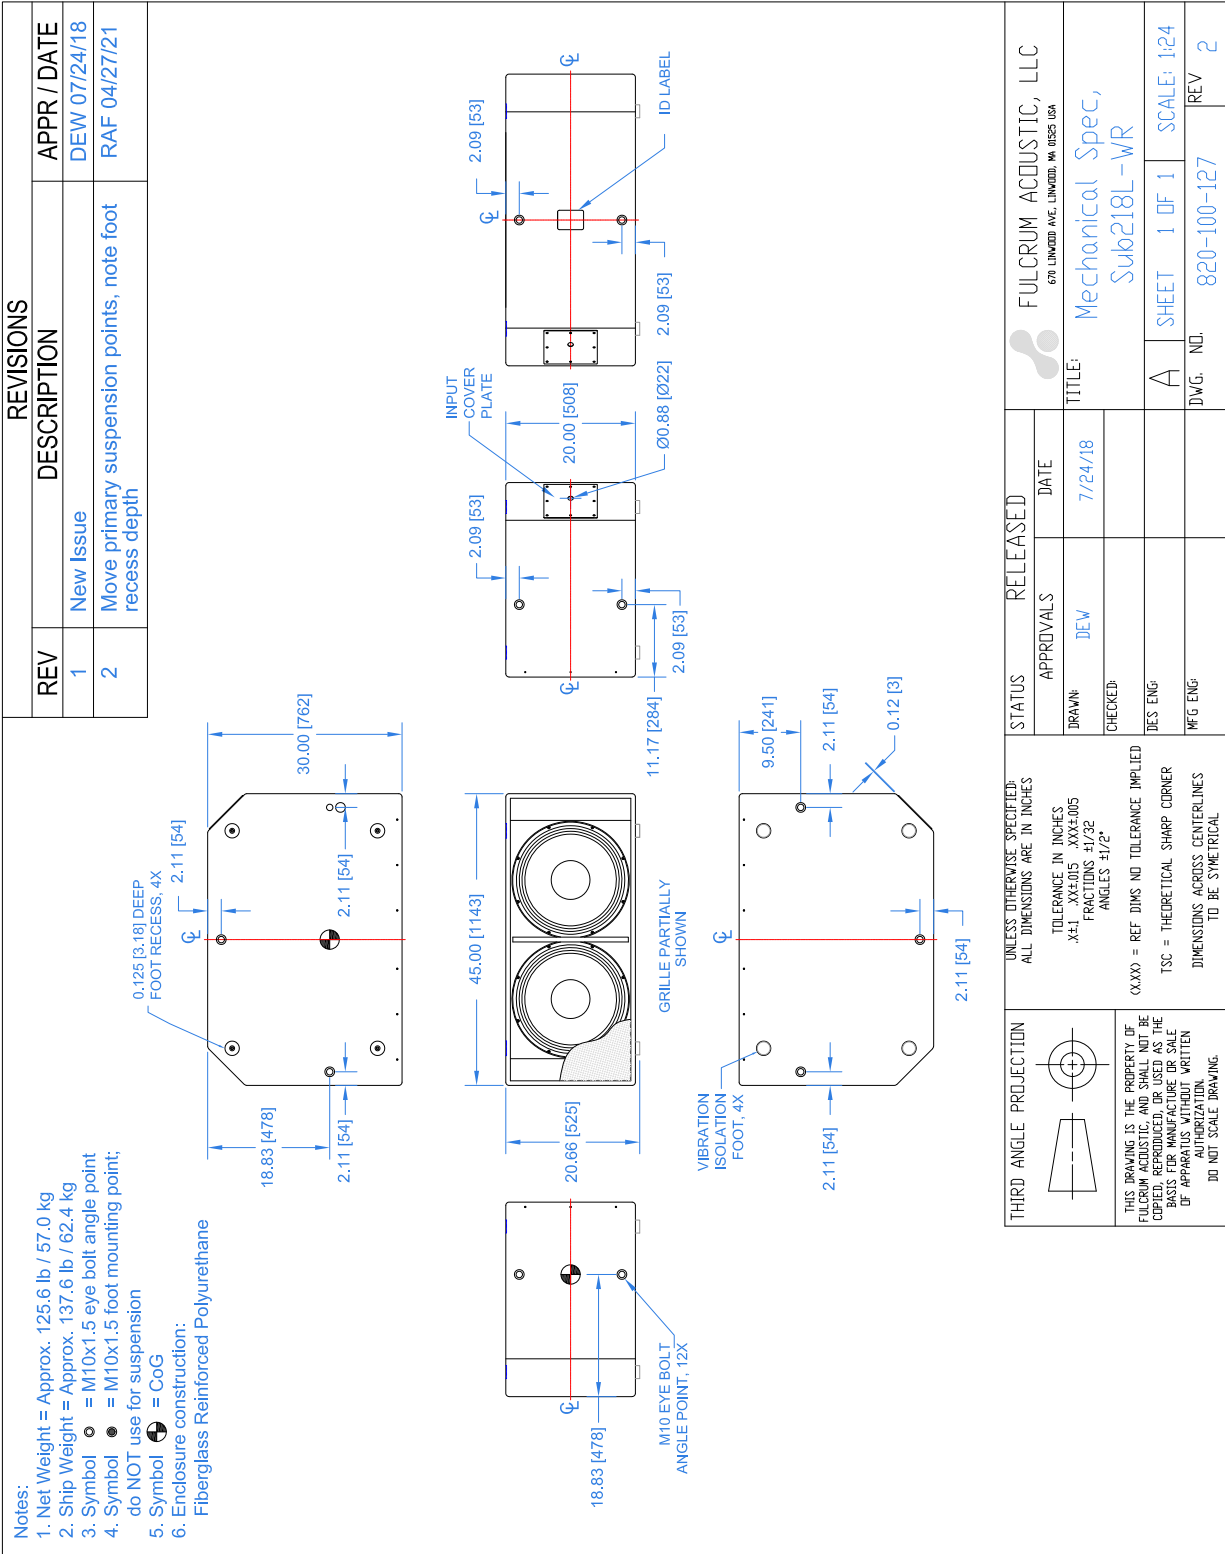 Notes:
1. Net Weight = Approx. 125.6 lb / 57.0 kg
2. Ship Weight = Approx. 137.6 lb / 62.4 kg
3. Symbol = M10x1.5 eye bolt angle point
4. Symbol = M10x1.5 foot mounting point;
do NOT use for suspension
5. Symbol = CoG
6. Enclosure construction:
Fiberglass Reinforced Polyurethane
REVISIONS
REV DESCRIPTION APPR / DATE
1 New Issue DEW 07/24/18
2 Move primary suspension points, note foot
recess depth
RAF 04/27/21
0.125 [3.18] DEEP
FOOT RECESS, 4X
2.11 [54]
℄
30.00 [762]
2.11 [54]
18.83 [478]
2.11 [54]
18.83 [478]
M10 EYE BOLT
ANGLE POINT, 12X
℄
20.66 [525]
45.00 [1143]
GRILLE PARTIALLY
SHOWN
℄
2.09 [53]
11.17 [284]
2.09 [53]
INPUT
COVER
PLATE
20.00 [508]
Ø0.88 [Ø22]
℄
2.09 [53]
2.09 [53]
℄
ID LABEL
VIBRATION
ISOLATION
FOOT, 4X
2.11 [54]
℄
9.50 [241]
2.11 [54]
0.12 [3]
2.11 [54]
THIRD ANGLE PROJECTION
THIS DRAWING IS THE PROPERTY OF
FULCRUM ACOUSTIC, AND SHALL NOT BE
COPIED, REPRODUCED, OR USED AS THE
BASIS FOR MANUFACTURE OR SALE
OF APPARATUS WITHOUT WRITTEN
AUTHORIZATION.
DO NOT SCALE DRAWING.
UNLESS OTHERWISE SPECIFIED:
ALL DIMENSIONS ARE IN INCHES
TOLERANCE IN INCHES
.X±.1 .XX±.015 .XXX±.005
FRACTIONS ±1/32
ANGLES ±1/2°
(X.XX) = REF DIMS NO TOLERANCE IMPLIED
TSC = THEORETICAL SHARP CORNER
DIMENSIONS ACROSS CENTERLINES
TO BE SYMETRICAL
STATUS RELEASED
APPROVALS DATE
DRAWN: DEW 7/24/18
CHECKED:
DES ENG:
MFG ENG:
FULCRUM ACOUSTIC, LLC
670 LINWOOD AVE, LINWOOD, MA 01525 USA
TITLE:
Mechanical Spec,
Sub218L-WR
A SHEET 1 OF 1 SCALE: 1:24
DWG. NO. 820-100-127 REV 2